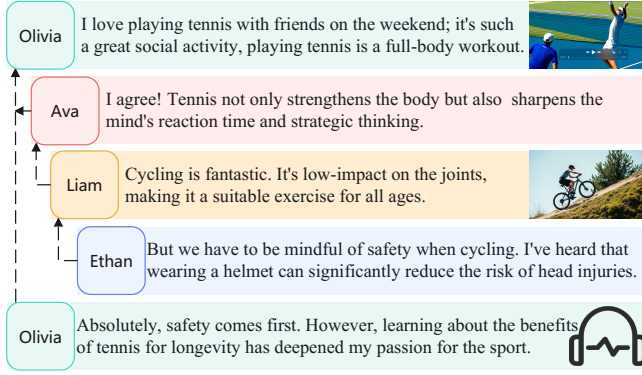 Olivia
I love playing tennis with friends on the weekend; it's such
a great social activity, playing tennis is a full-body workout.
Ava
I agree! Tennis not only strengthens the body but also sharpens the
mind's reaction time and strategic thinking.
Liam
Cycling is fantastic. It's low-impact on the joints,
making it a suitable exercise for all ages.
Ethan
But we have to be mindful of safety when cycling. I've heard that
wearing a helmet can significantly reduce the risk of head injuries.
Olivia
Absolutely, safety comes first. However, learning about the benefits
of tennis for longevity has deepened my passion for the sport.